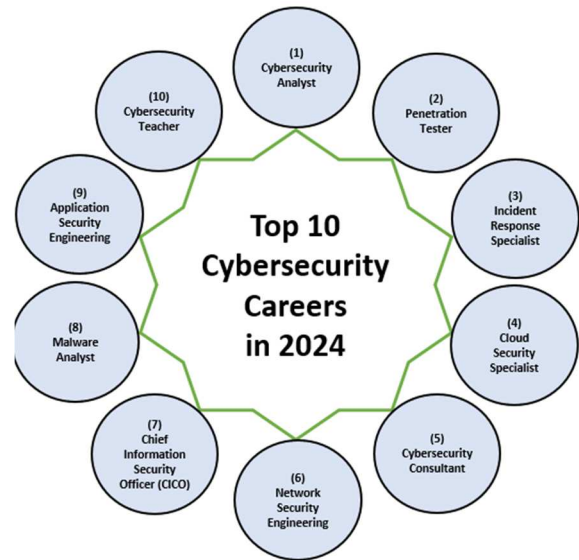 Top 10
Cybersecurity
Careers
in 2024
(1)
Cybersecurity
Analyst
(2)
Penetration
Tester
(3)
Incident
Response
Specialist
(4)
Cloud
Security
Specialist
(5)
Cybersecurity
Consultant
(6)
Network
Security
Engineering
(7)
Chief
Information
Security
Officer (CICO)
(8)
Malware
Analyst
(9)
Application
Security
Engineering
(10)
Cybersecurity
Teacher